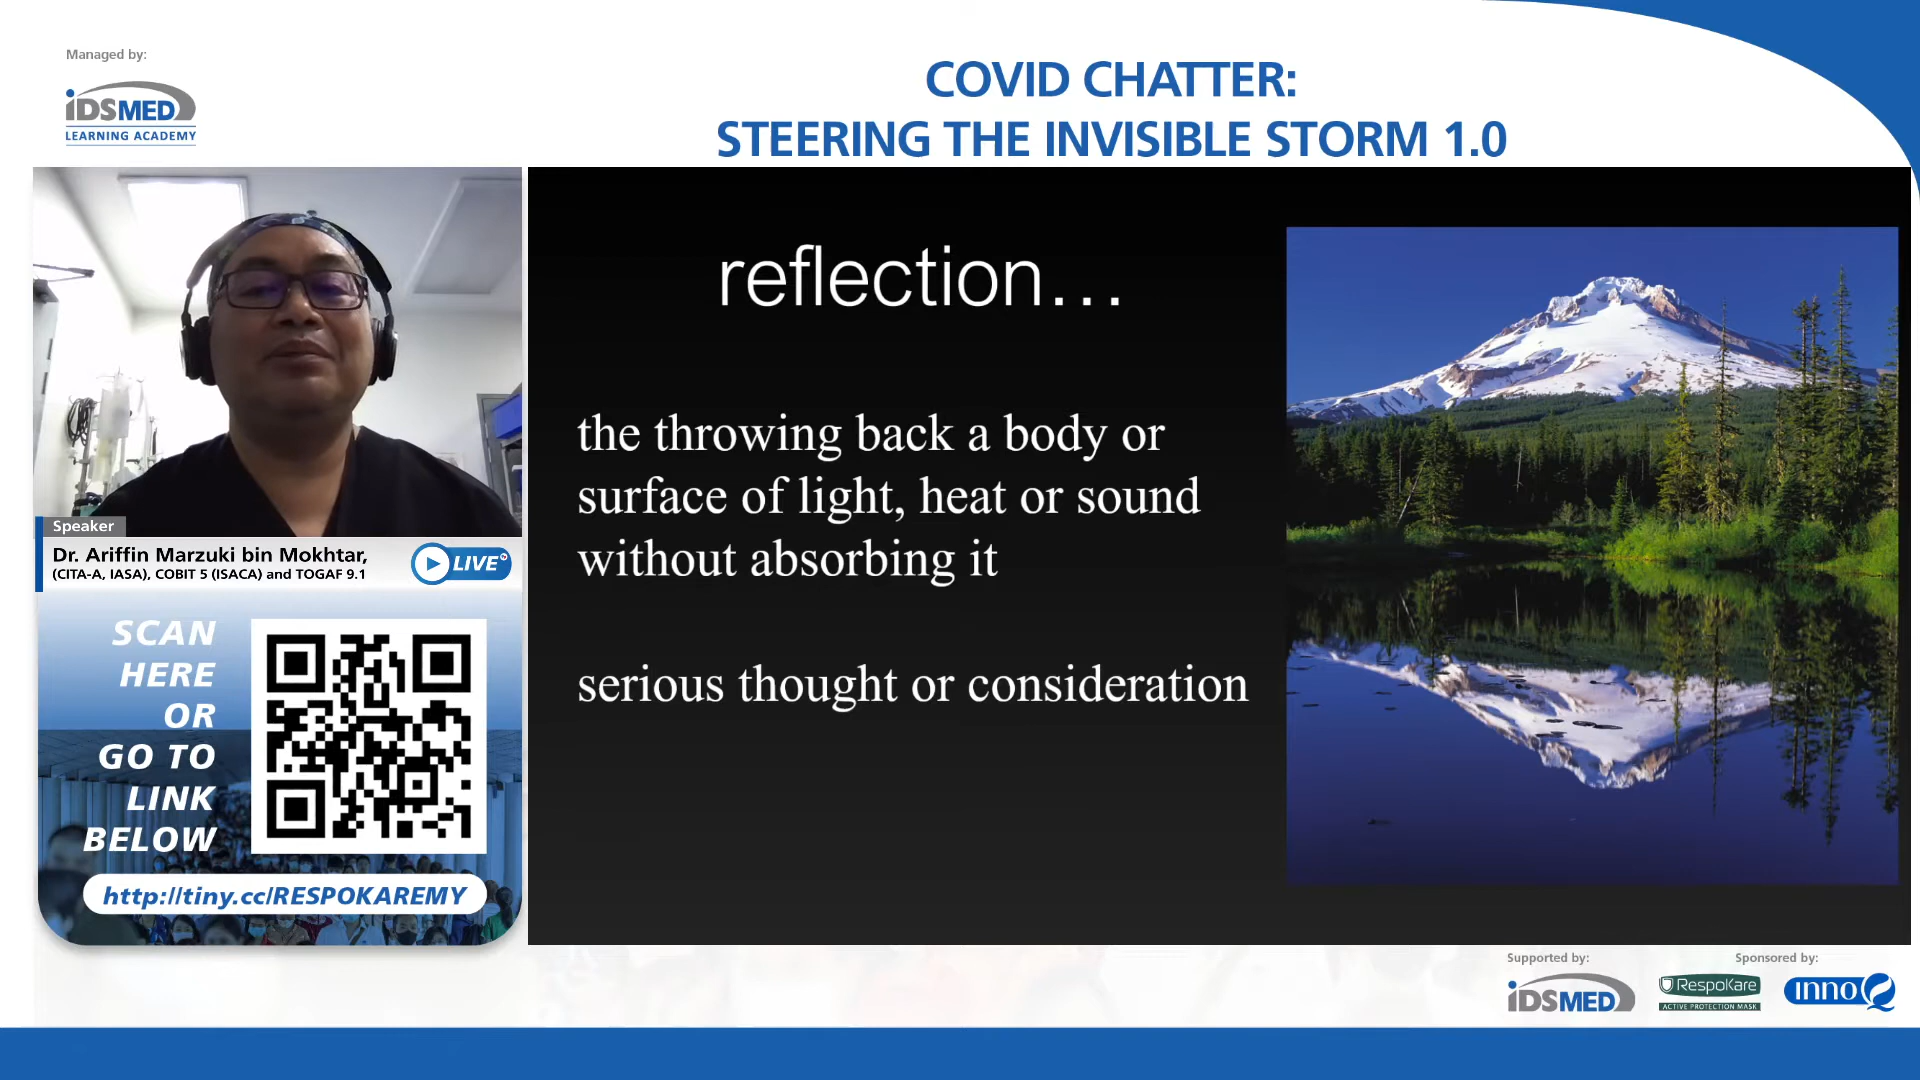 Managed by:
iDSMED
LEARNING ACADEMY
COVID CHATTER:
STEERING THE INVISIBLE STORM 1.0
reflection...
the throwing back a body or
surface of light, heat or sound
without absorbing it
serious thought or consideration
Speaker
Dr. Ariffin Marzuki bin Mokhtar,
(CITA-A, IASA), COBIT 5 (ISACA) and TOGAF 9.1
LIVE
SCAN
HERE
OR
GO TO
LINK
BELOW
http://tiny.cc/RESPOKAREMY
Supported by:
iDSMED
Sponsored by:
RespoKare
ACTIVE PROTECTION MASK
InnoQ